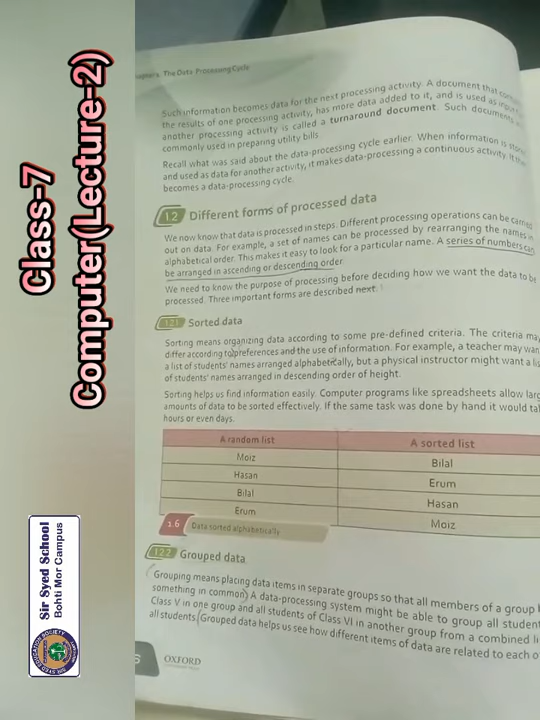 Class-7
Computer(Lecture-2)
Sir Syed School
Bohti Mor Campus
The Data Processing Cycle
Such information becomes data for the next processing activity. A document that
the results of one processing activity, has more data added to it, and is used as
another processing activity is called a turnaround document. Such documents
commonly used in preparing utility bills.
Recall what was said about the data-processing cycle earlier. When information is
and used as data for another activity, it makes data-processing a continuous activity. It
becomes a data-processing cycle.
1.2 Different forms of processed data
We now know that data is processed in steps. Different processing operations can be carried
out on data. For example, a set of names can be processed by rearranging the names in
alphabetical order. This makes it easy to look for a particular name. A series of numbers can
be arranged in ascending or descending order.
We need to know the purpose of processing before deciding how we want the data to be
processed. Three important forms are described next.
1.2.1 Sorted data
Sorting means organizing data according to some pre-defined criteria. The criteria may
differ according to preferences and the use of information. For example, a teacher may want
a list of students' names arranged alphabetically, but a physical instructor might want a list
of students' names arranged in descending order of height.
Sorting helps us find information easily. Computer programs like spreadsheets allow
amounts of data to be sorted effectively. If the same task was done by hand it would
hours or even days.
A random list A sorted list
Moiz Bilal
Hasan Erum
Bilal Hasan
Erum Moiz
1.6 Data sorted alphabetically
1.2.2 Grouped data
Grouping means placing data items in separate groups so that all members of a group
something in common. A data-processing system might be able to group all
Class V in one group and all students of Class VI in another group from a combined
all students. Grouped data helps us see how different items of data are related to each
OXFORD